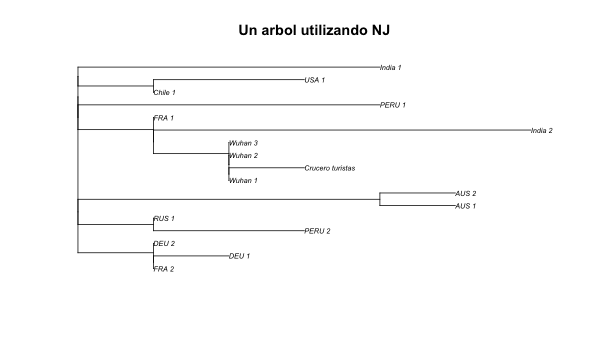 Un arbol utilizando NJ
India 1
USA 1
Chile 1
PERU 1
FRA 1
India 2
Wuhan 3
Wuhan 2
Crucero turistas
Wuhan 1
AUS 2
AUS 1
RUS 1
PERU 2
DEU 2
DEU 1
FRA 2